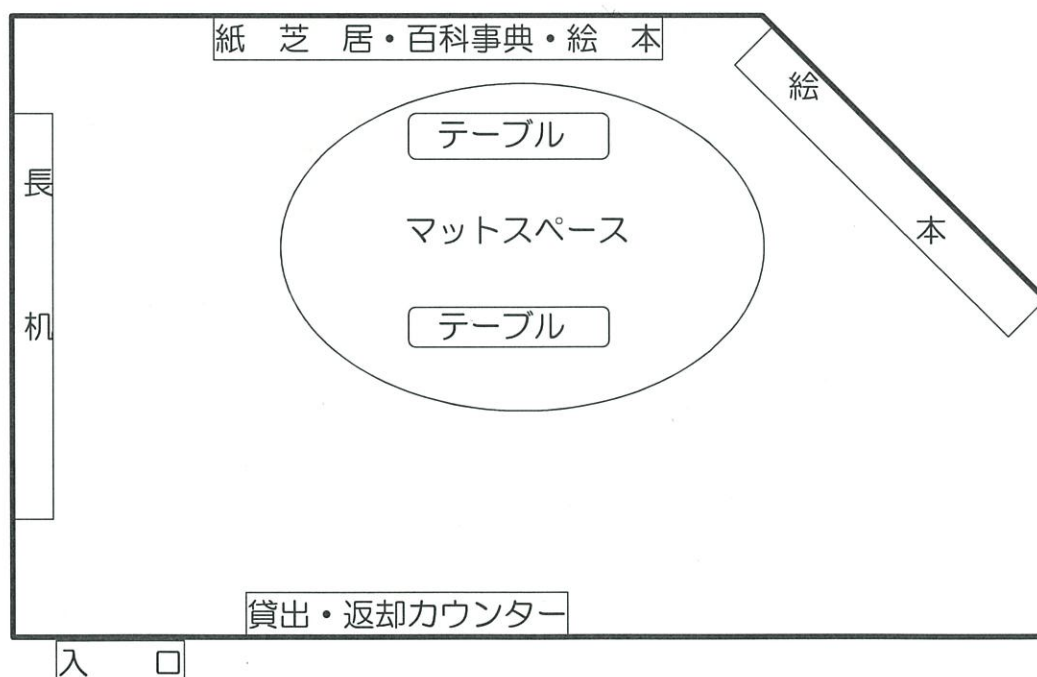 紙 芝 居・百科事典・絵 本
絵本
テーブル
長机
マットスペース
テーブル
貸出・返却カウンター
入 口